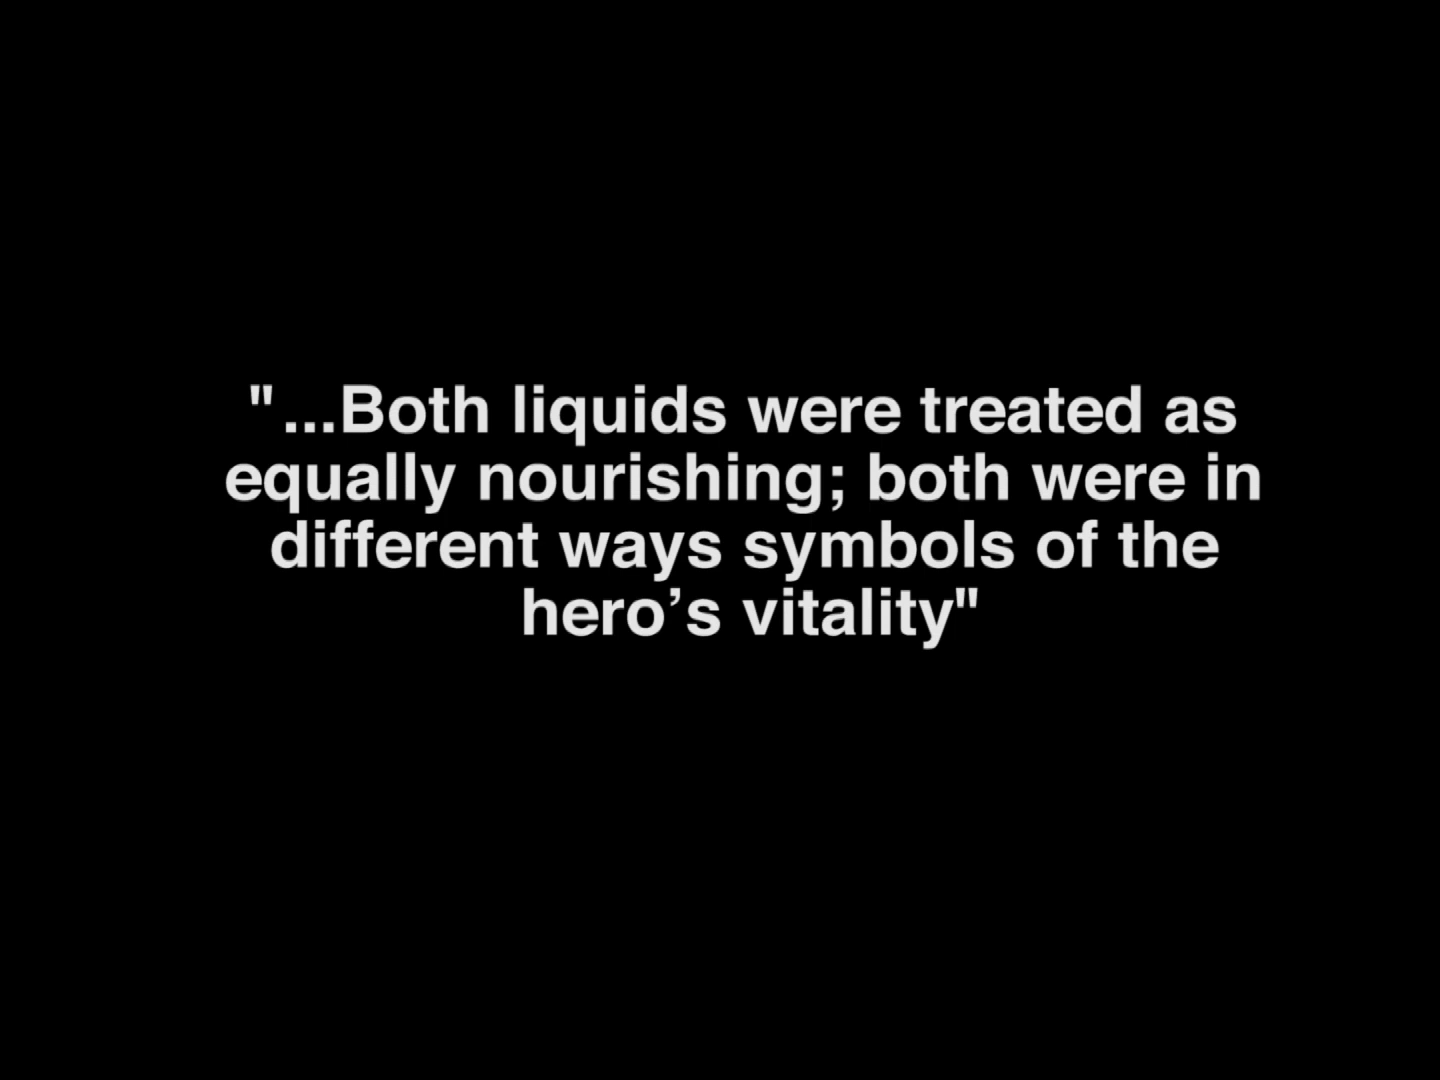 "...Both liquids were treated as
equally nourishing; both were in
different ways symbols of the
hero’s vitality"